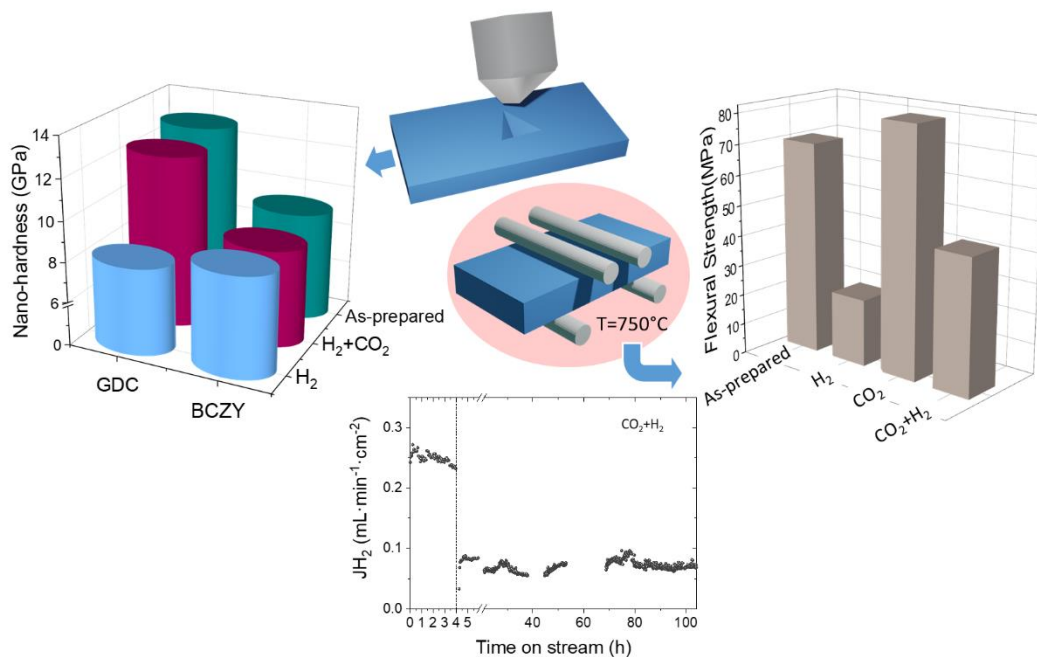 Nano-hardness (GPa)
14
12
10
8
6
0
GDC
BCZY
As-prepared
H₂+CO₂
H₂
T=750°C
Flexural Strength(MPa)
80
70
60
50
40
30
20
10
0
As-prepared
H₂
CO₂
CO₂+H₂
CO₂+H₂
JH₂ (mL·min⁻¹·cm⁻²)
0.3
0.2
0.1
0.0
0 1 2 3 4 5 40 60 80 100
Time on stream (h)